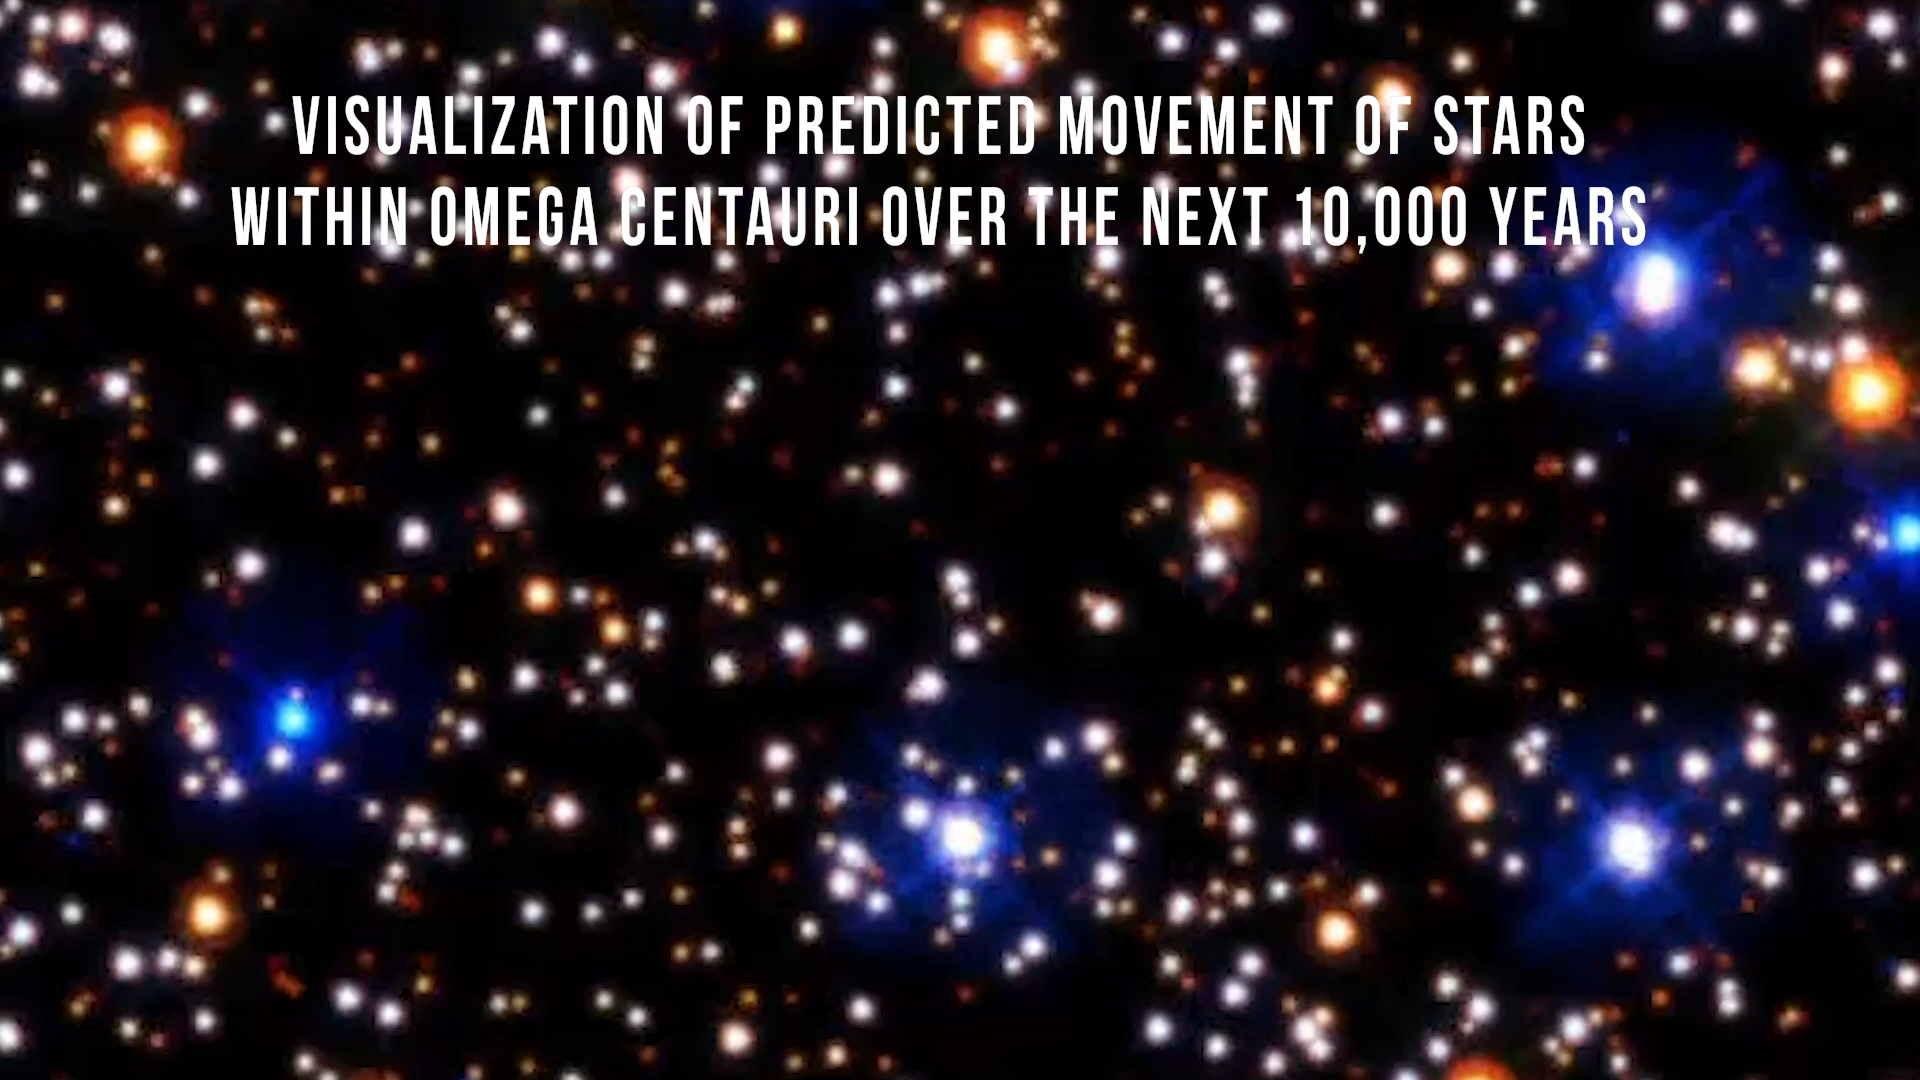 VISUALIZATION OF PREDICTED MOVEMENT OF STARS
WITHIN OMEGA CENTAURI OVER THE NEXT 10,000 YEARS